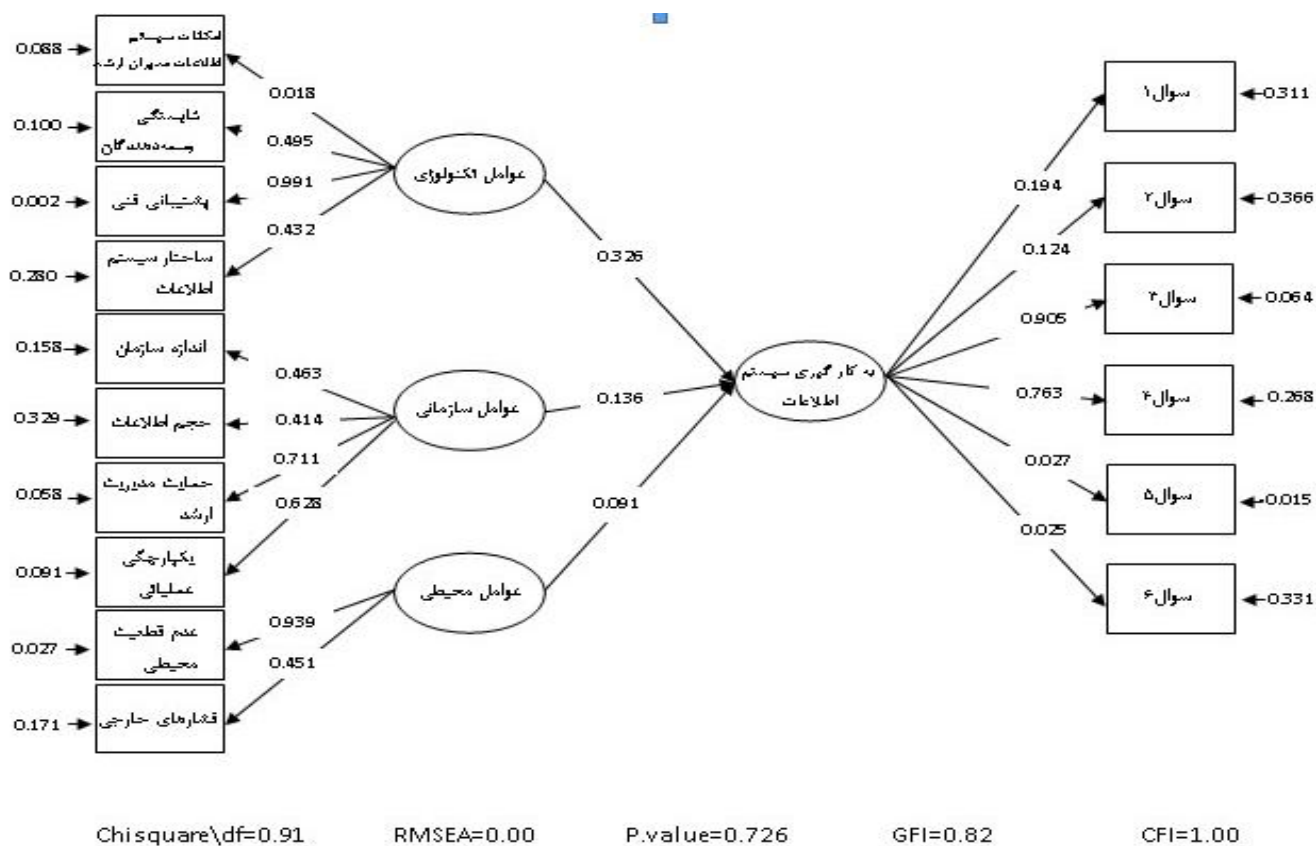 0.088
امکانات سیستم
اطلاعات مدیران ارشد
0.100
شایستگی
توسعه‌دهندگان
0.002
پشتیبانی فنی
0.280
ساختار سیستم
اطلاعات
0.158
اندازه سازمان
0.329
حجم اطلاعات
0.058
حمایت مدیریت
ارشد
0.091
یکپارچگی
عملیاتی
0.027
عدم قطعیت
محیطی
0.171
فشارهای خارجی
0.018
0.495
0.991
0.432
0.463
0.414
0.711
0.628
0.939
0.451
عوامل تکنولوژی
عوامل سازمانی
عوامل محیطی
0.326
0.136
0.091
به کار گیری سیستم
اطلاعات
0.194
0.124
0.905
0.763
0.027
0.025
سوال۱
0.311
سوال۲
0.366
سوال۳
0.064
سوال۴
0.268
سوال۵
0.015
سوال۶
0.331
Chisquare\df=0.91 RMSEA=0.00 P.value=0.726 GFI=0.82 CFI=1.00